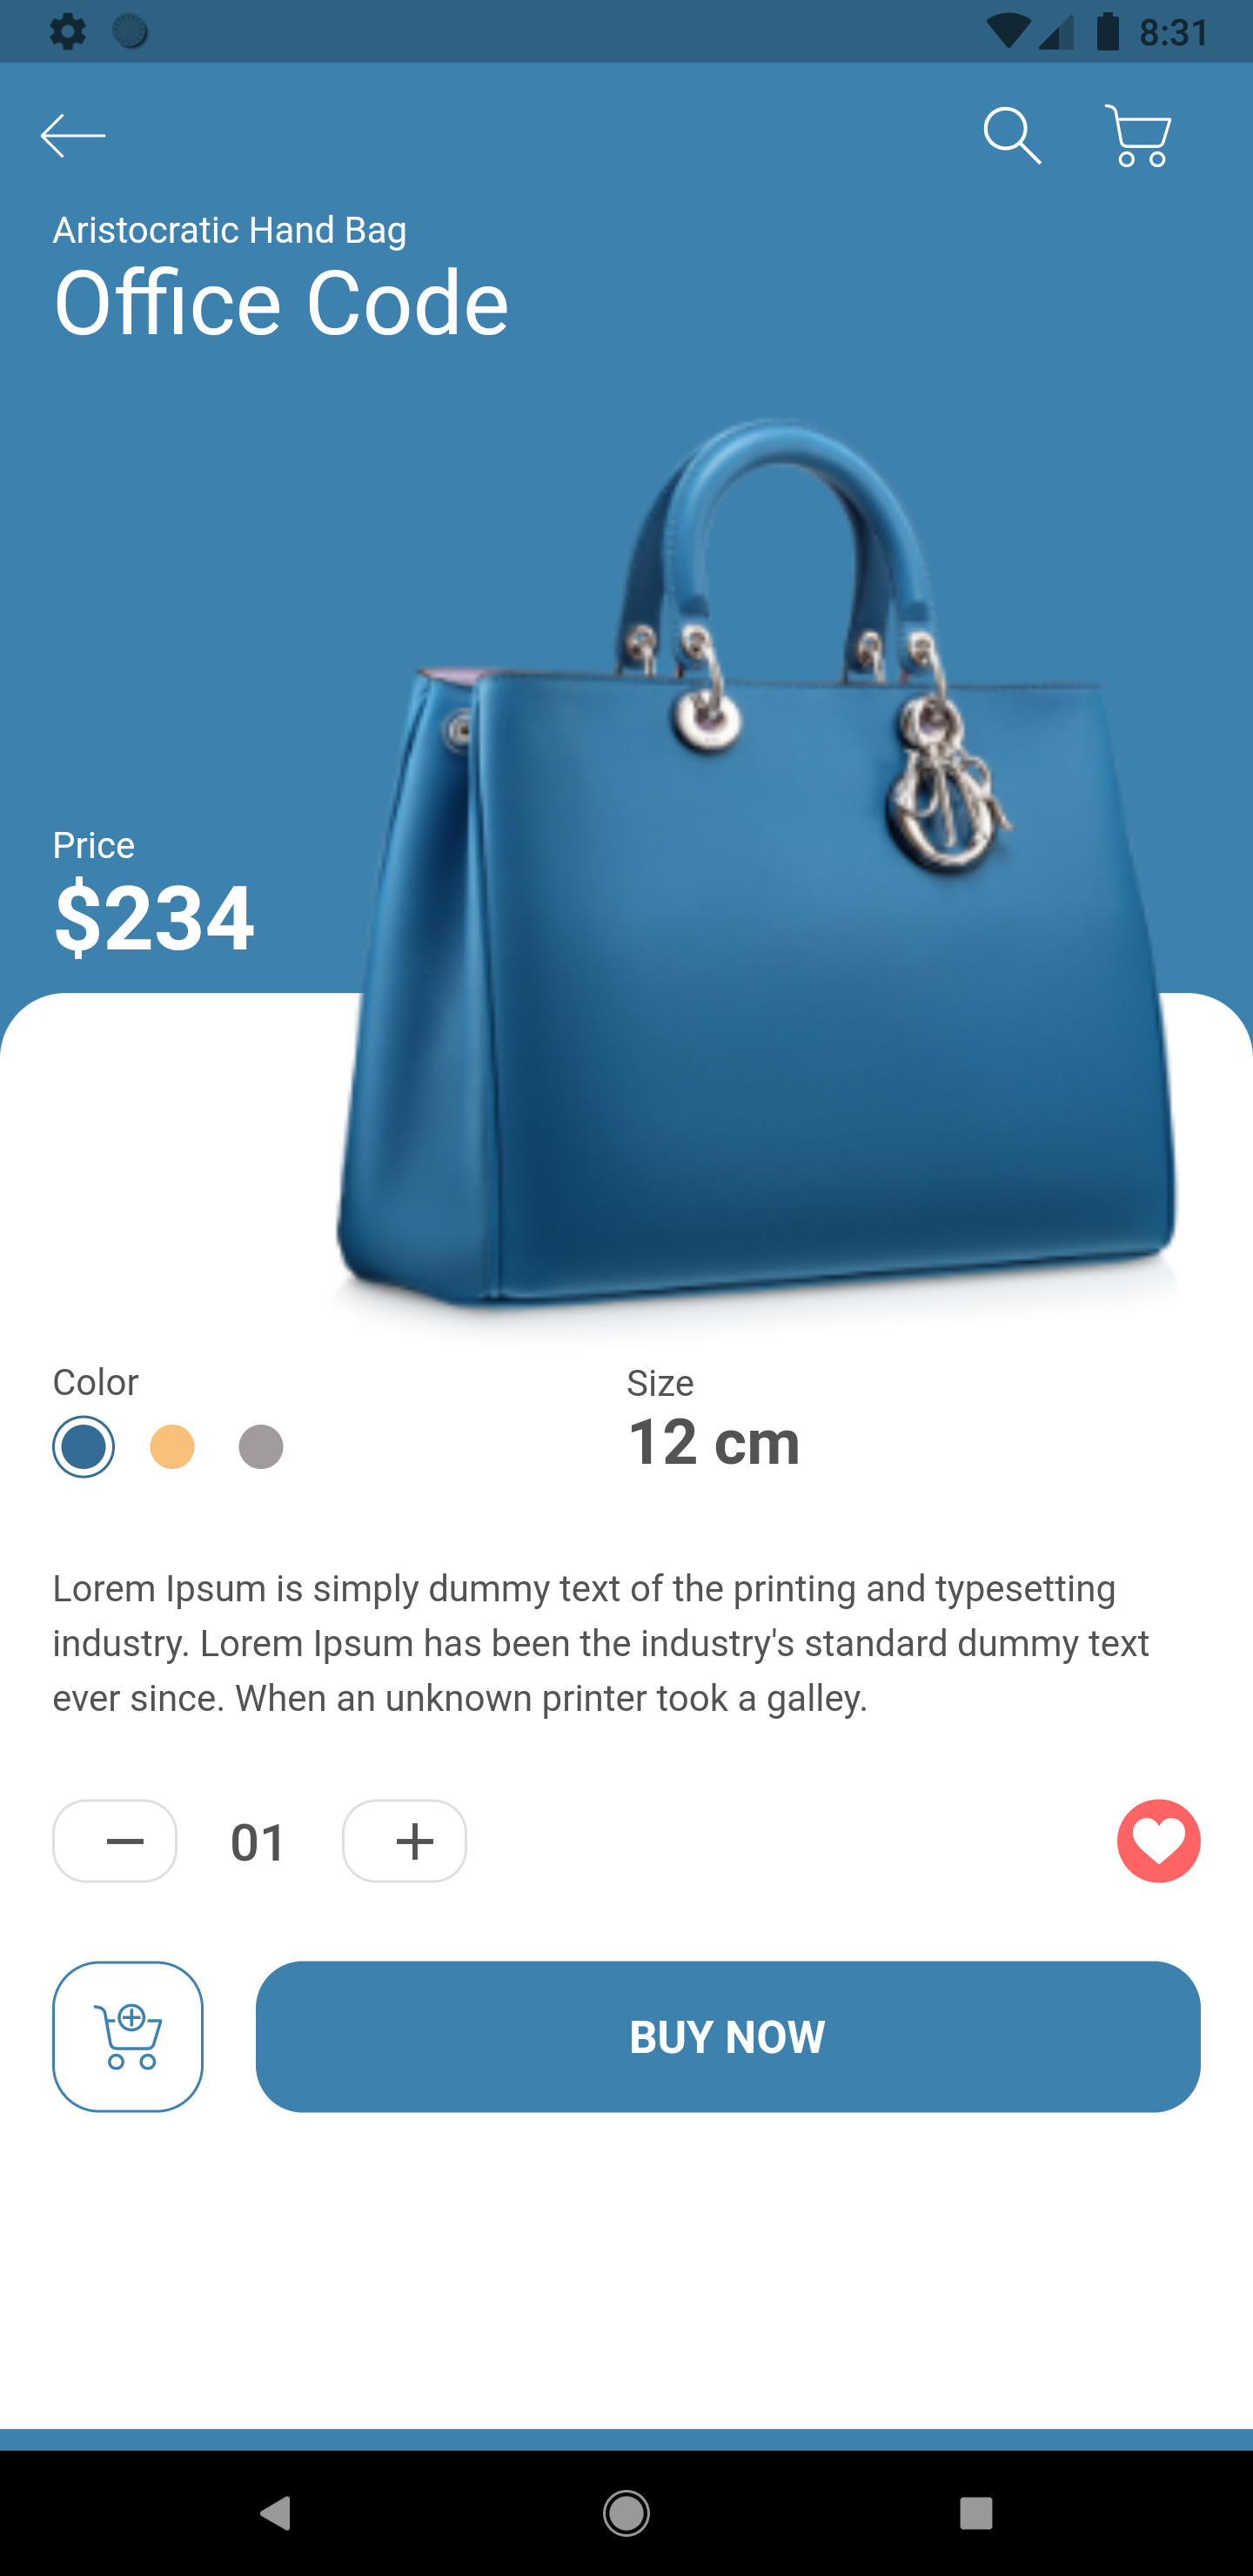 8:31
Aristocratic Hand Bag
Office Code
Price
$234
Color
Size
12 cm
Lorem Ipsum is simply dummy text of the printing and typesetting
industry. Lorem Ipsum has been the industry's standard dummy text
ever since. When an unknown printer took a galley.
01
BUY NOW